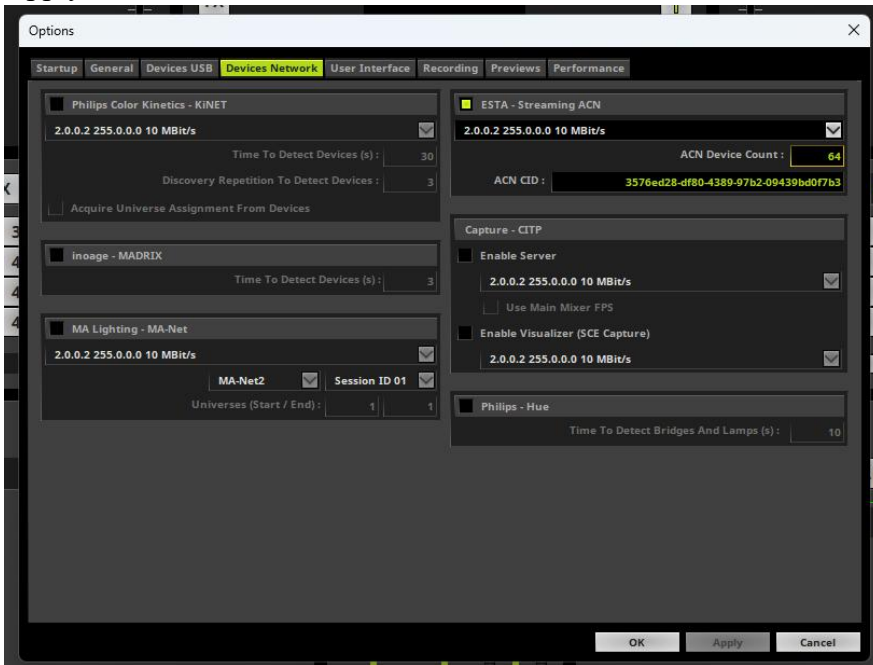 Options
Startup General Devices USB Devices Network User Interface Recording Previews Performance
Philips Color Kinetics - KiNET
2.0.0.2 255.0.0.0 10 MBit/s
Time To Detect Devices (s) : 30
Discovery Repetition To Detect Devices : 3
Acquire Universe Assignment From Devices
inoage - MADRIX
Time To Detect Devices (s) : 3
MA Lighting - MA-Net
2.0.0.2 255.0.0.0 10 MBit/s
MA-Net2 Session ID 01
Universes (Start / End) : 1 1
ESTA - Streaming ACN
2.0.0.2 255.0.0.0 10 MBit/s
ACN Device Count : 64
ACN CID : 3576ed28-df80-4389-97b2-09439bd0f7b3
Capture - CITP
Enable Server
2.0.0.2 255.0.0.0 10 MBit/s
Use Main Mixer FPS
Enable Visualizer (SCE Capture)
2.0.0.2 255.0.0.0 10 MBit/s
Philips - Hue
Time To Detect Bridges And Lamps (s) : 10
OK Apply Cancel